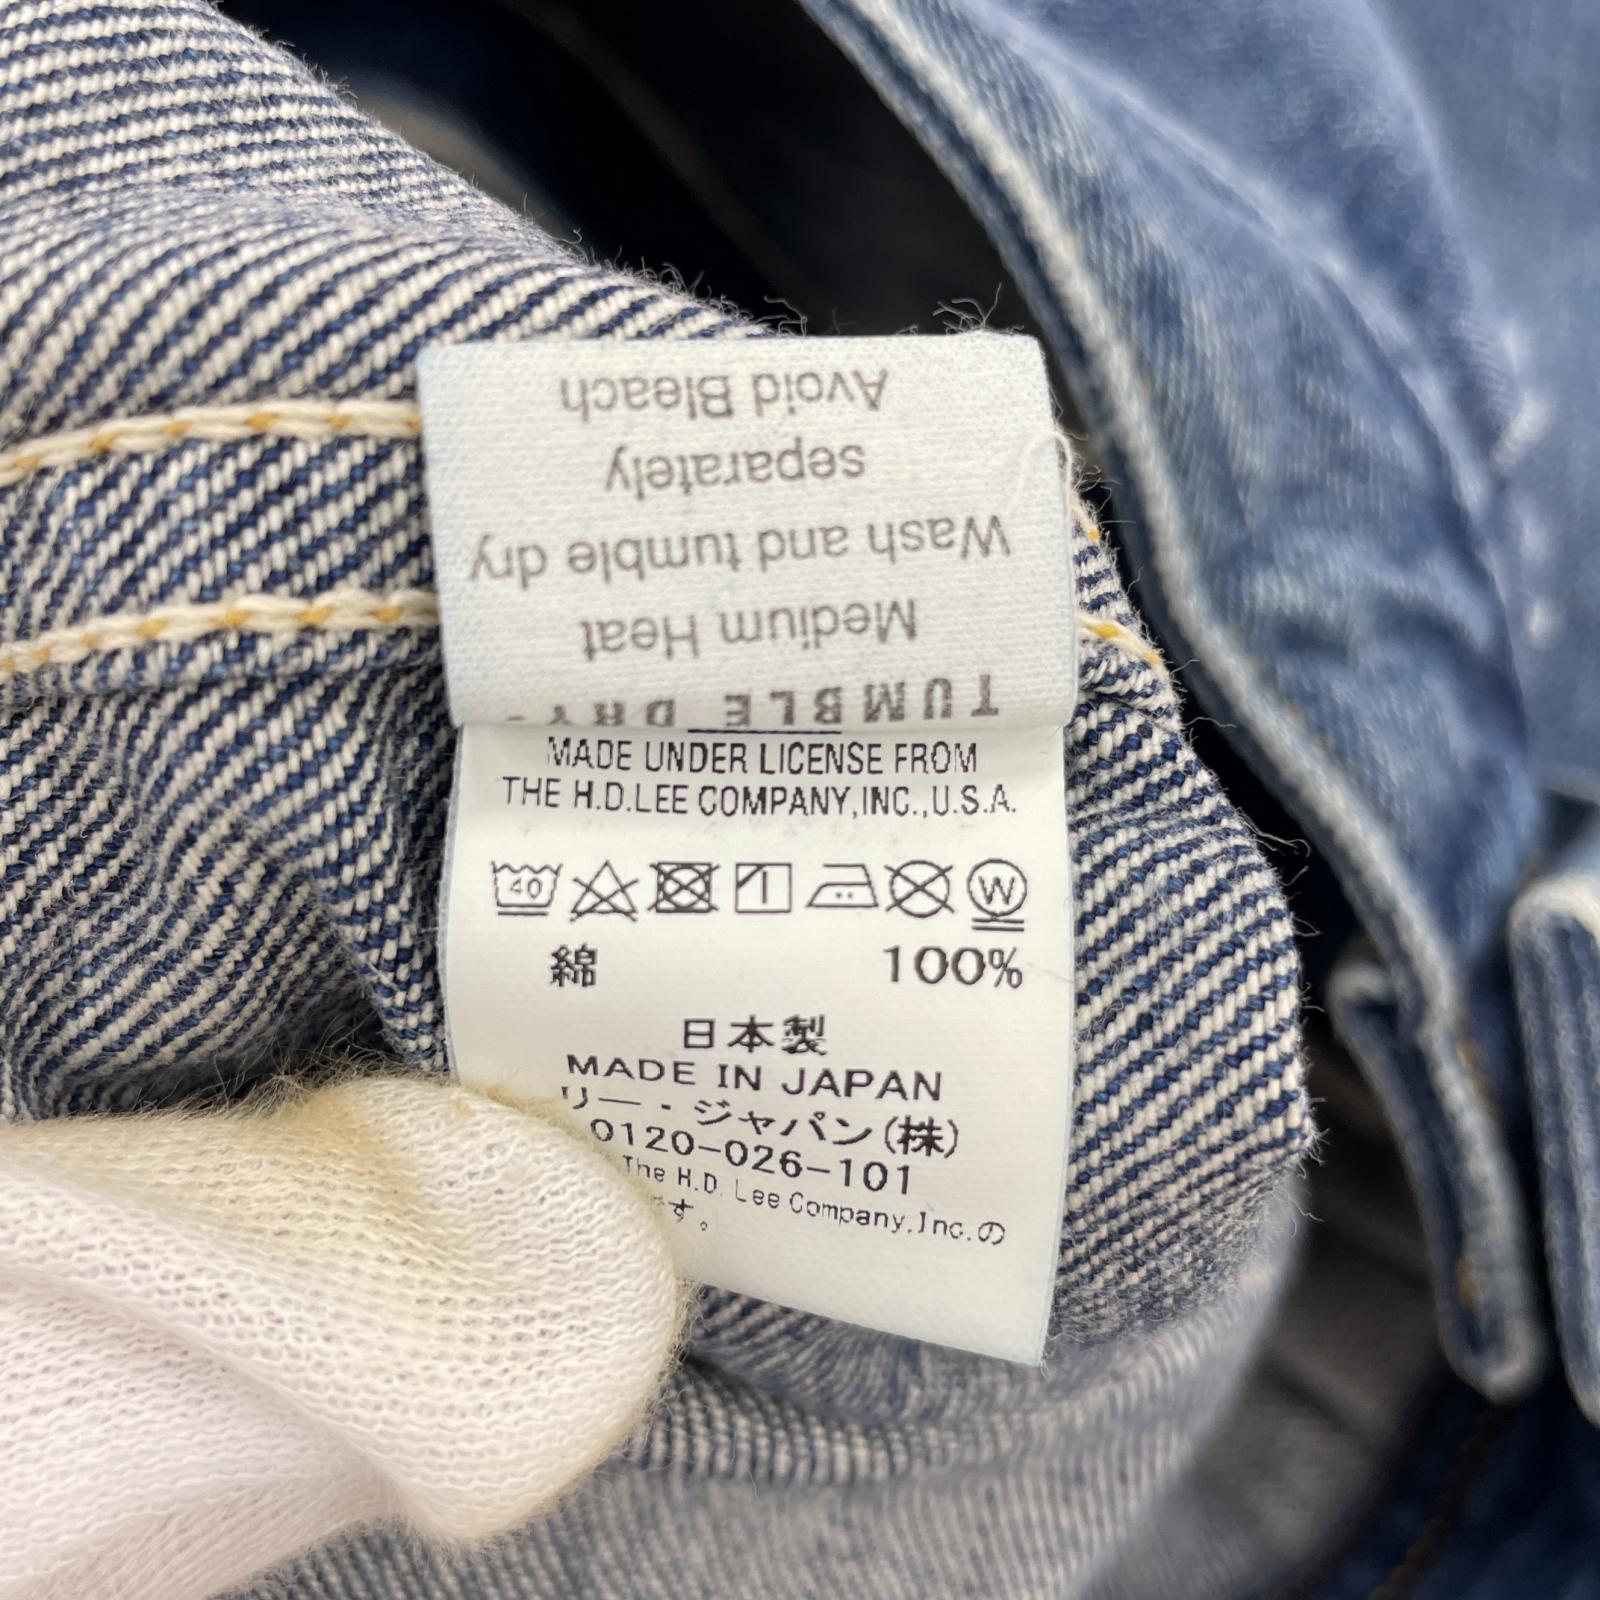 Avoid Bleach
separately
Wash and tumble dry
Medium Heat
TUMBLE DRY-
MADE UNDER LICENSE FROM
THE H.D.LEE COMPANY,INC.,U.S.A.
40
W
綿 100%
日本製
MADE IN JAPAN
リー・ジャパン(株)
0120-026-101
The H.D. Lee Company,Inc.の
す。